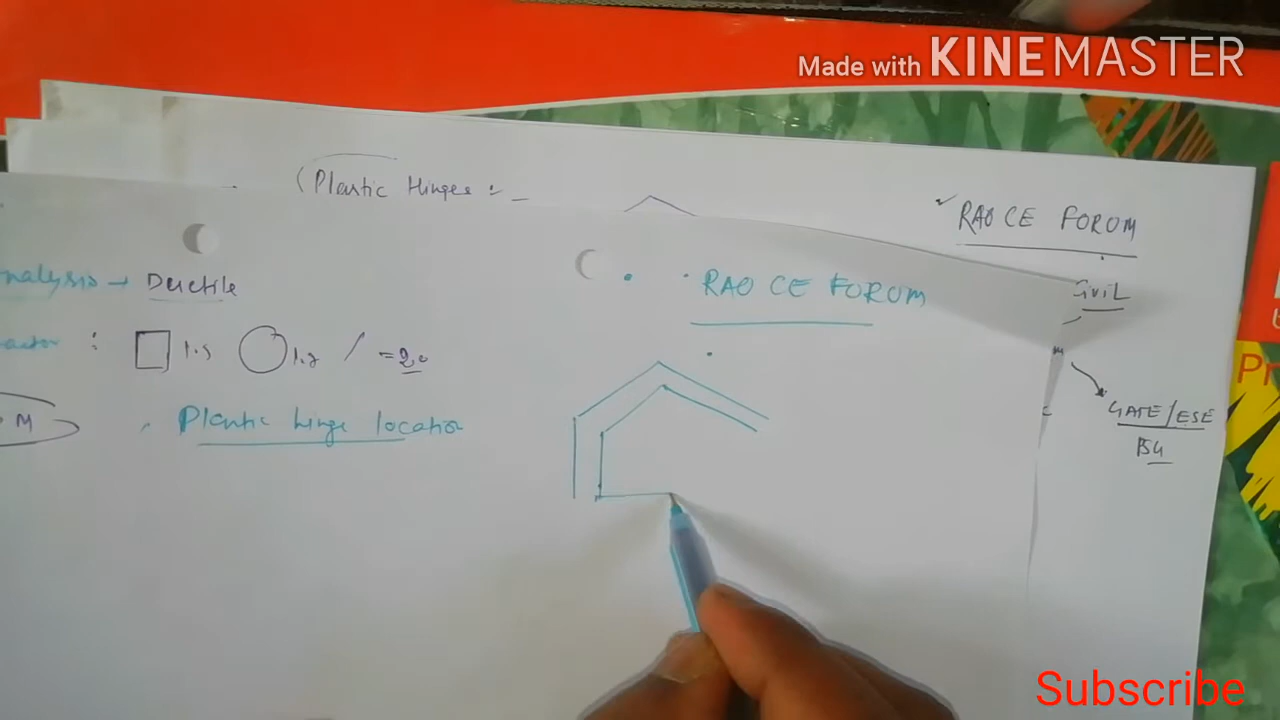 Made with KINEMASTER
(Plastic Hinges :-
RAO CE FORUM
nalysis → Ductile
RAO CE FORUM
Civil
: 1.5 1.7 / = 2.0
GATE/ESE
M
Plastic hinge location
Subscribe